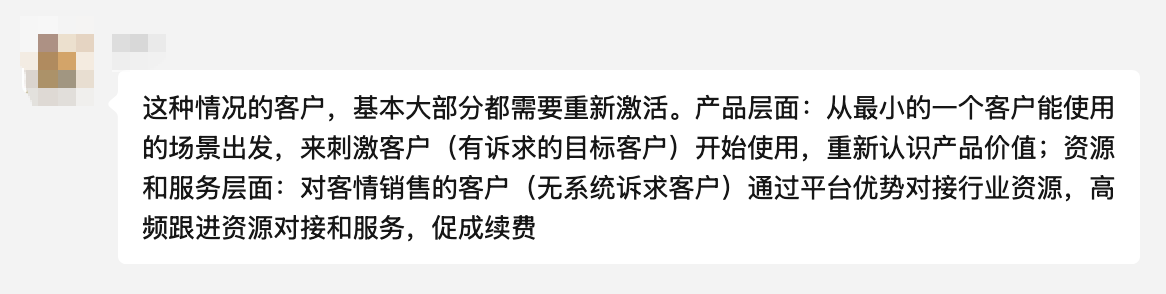 这种情况的客户，基本大部分都需要重新激活。产品层面：从最小的一个客户能使用
的场景出发，来刺激客户（有诉求的目标客户）开始使用，重新认识产品价值；资源
和服务层面：对客情销售的客户（无系统诉求客户）通过平台优势对接行业资源，高
频跟进资源对接和服务，促成续费